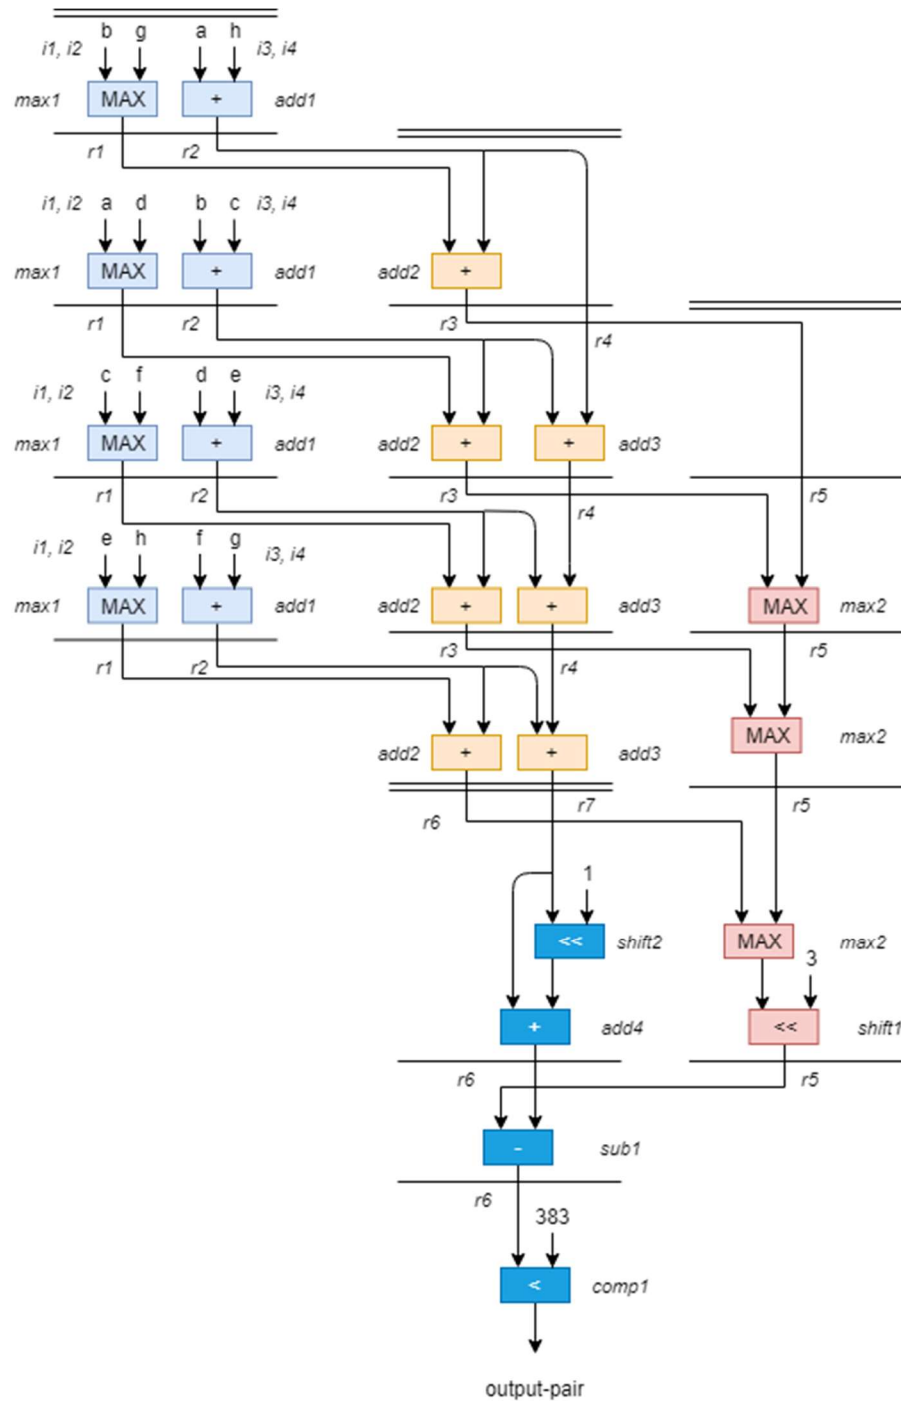 b g a h
i1, i2 i3, i4
max1 MAX + add1
r1 r2
i1, i2 a d b c i3, i4
max1 MAX + add1 add2 +
r1 r2 r3
r4
c f d e
i1, i2 i3, i4
max1 MAX + add1 add2 + + add3
r1 r2 r3 r5
r4
e h f g
i1, i2 i3, i4
max1 MAX + add1 add2 + + add3 MAX max2
r3 r5
r1 r2 r4
MAX max2
add2 + + add3
r7 r5
r6
1
<< shift2 MAX max2
3
+ add4 << shift1
r6 r5
- sub1
r6
383
< comp1
output-pair